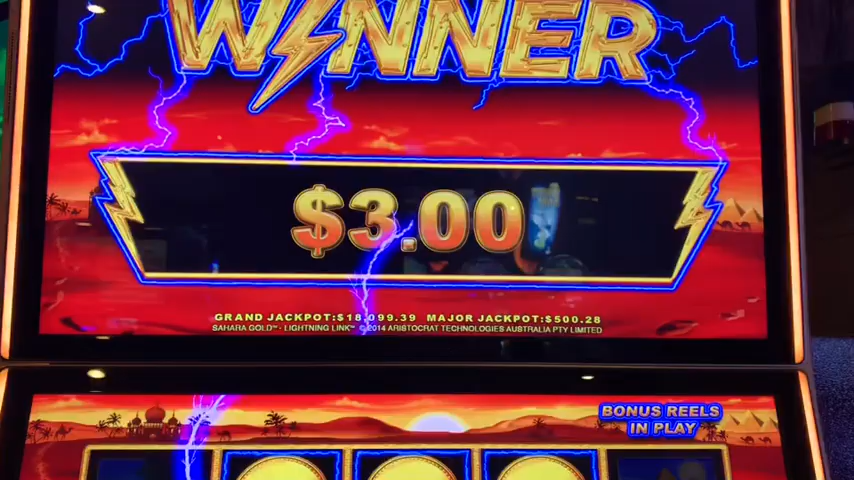 WINNER
$3.00
GRAND JACKPOT:$18,099.39 MAJOR JACKPOT:$500.28
SAHARA GOLD™ - LIGHTNING LINK™ ©2014 ARISTOCRAT TECHNOLOGIES AUSTRALIA PTY LIMITED
BONUS REELS
IN PLAY